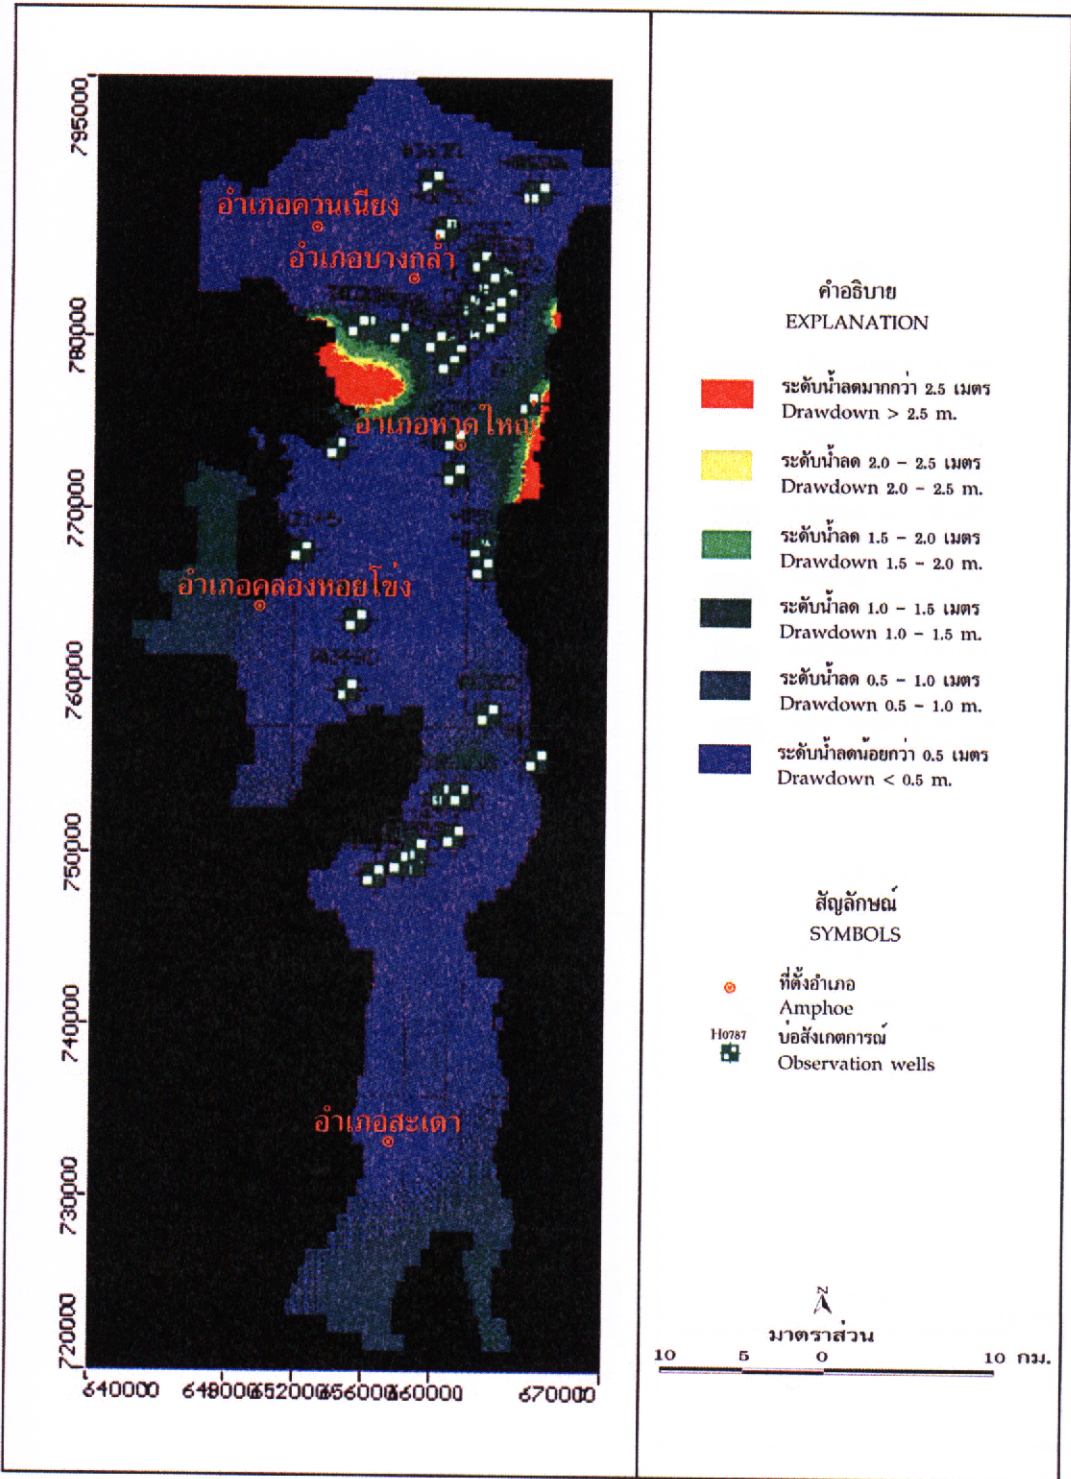 795000
780000
770000
760000
750000
740000
730000
720000
640000
648000
652000
656000
660000
670000
อำเภอควนเนียง
อำเภอบางกล่ำ
อำเภอหาดใหญ่
อำเภอคลองหอยโข่ง
อำเภอสะเดา
คำอธิบาย
EXPLANATION
ระดับน้ำลดมากกว่า 2.5 เมตร
Drawdown > 2.5 m.
ระดับน้ำลด 2.0 - 2.5 เมตร
Drawdown 2.0 - 2.5 m.
ระดับน้ำลด 1.5 - 2.0 เมตร
Drawdown 1.5 - 2.0 m.
ระดับน้ำลด 1.0 - 1.5 เมตร
Drawdown 1.0 - 1.5 m.
ระดับน้ำลด 0.5 - 1.0 เมตร
Drawdown 0.5 - 1.0 m.
ระดับน้ำลดน้อยกว่า 0.5 เมตร
Drawdown < 0.5 m.
สัญลักษณ์
SYMBOLS
ที่ตั้งอำเภอ
Amphoe
H0787
บ่อสังเกตการณ์
Observation wells
N
มาตราส่วน
10 5 0 10 กม.